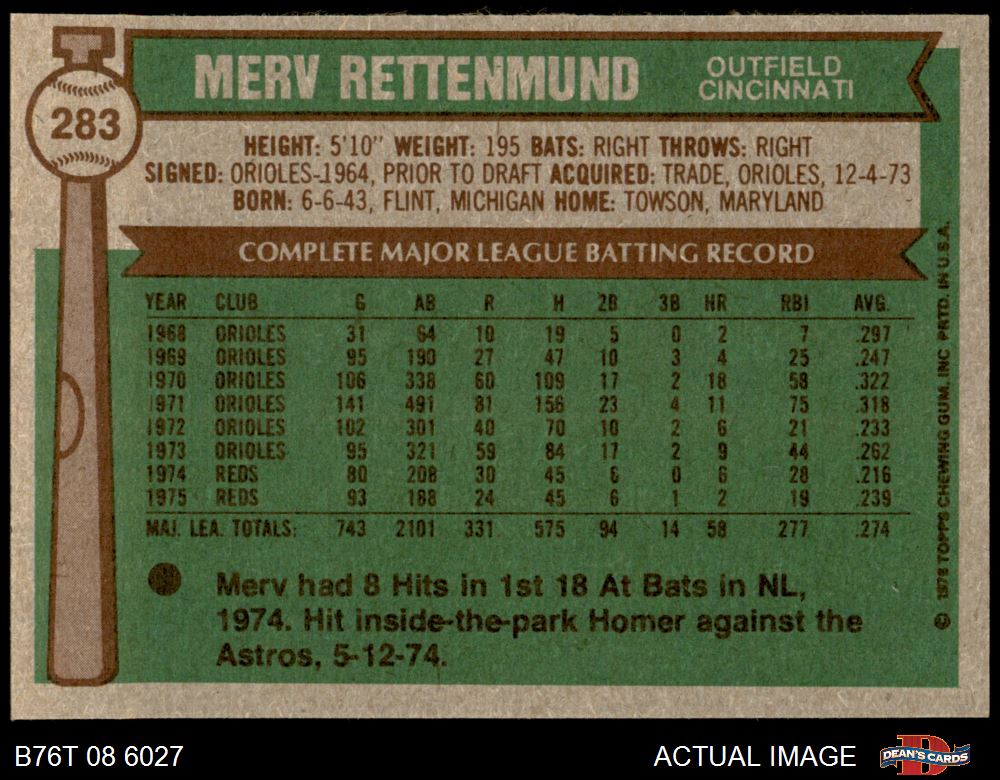 MERV RETTENMUND
OUTFIELD
CINCINNATI
283
HEIGHT: 5'10" WEIGHT: 195 BATS: RIGHT THROWS: RIGHT
SIGNED: ORIOLES-1964, PRIOR TO DRAFT ACQUIRED: TRADE, ORIOLES, 12-4-73
BORN: 6-6-43, FLINT, MICHIGAN HOME: TOWSON, MARYLAND
COMPLETE MAJOR LEAGUE BATTING RECORD
YEAR CLUB G AB R H 2B 3B HR RBI AVG.
1968 ORIOLES 31 64 10 19 5 0 2 7 .297
1969 ORIOLES 95 190 27 47 10 3 4 25 .247
1970 ORIOLES 106 338 60 109 17 2 18 58 .322
1971 ORIOLES 141 491 81 156 23 4 11 75 .318
1972 ORIOLES 102 301 40 70 10 2 6 21 .233
1973 ORIOLES 95 321 59 84 17 2 9 44 .262
1974 REDS 80 208 30 45 6 0 6 28 .216
1975 REDS 93 188 24 45 6 1 2 19 .239
MAJ. LEA. TOTALS: 743 2101 331 575 94 14 58 277 .274
Merv had 8 Hits in 1st 18 At Bats in NL,
1974. Hit inside-the-park Homer against the
Astros, 5-12-74.
© 1976 TOPPS CHEWING GUM, INC PRTD. IN U.S.A.
B76T 08 6027
ACTUAL IMAGE
DEAN'S CARDS